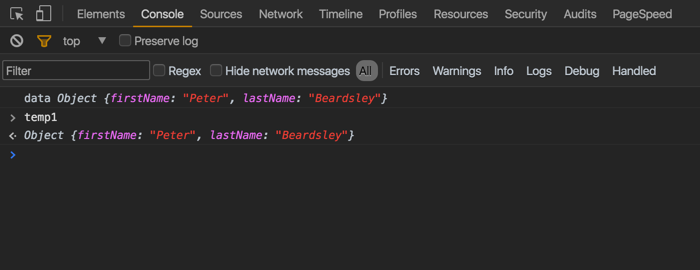 Elements Console Sources Network Timeline Profiles Resources Security Audits PageSpeed
top ▼ Preserve log
Filter Regex Hide network messages All Errors Warnings Info Logs Debug Handled
data Object {firstName: "Peter", lastName: "Beardsley"}
> temp1
<· Object {firstName: "Peter", lastName: "Beardsley"}
>